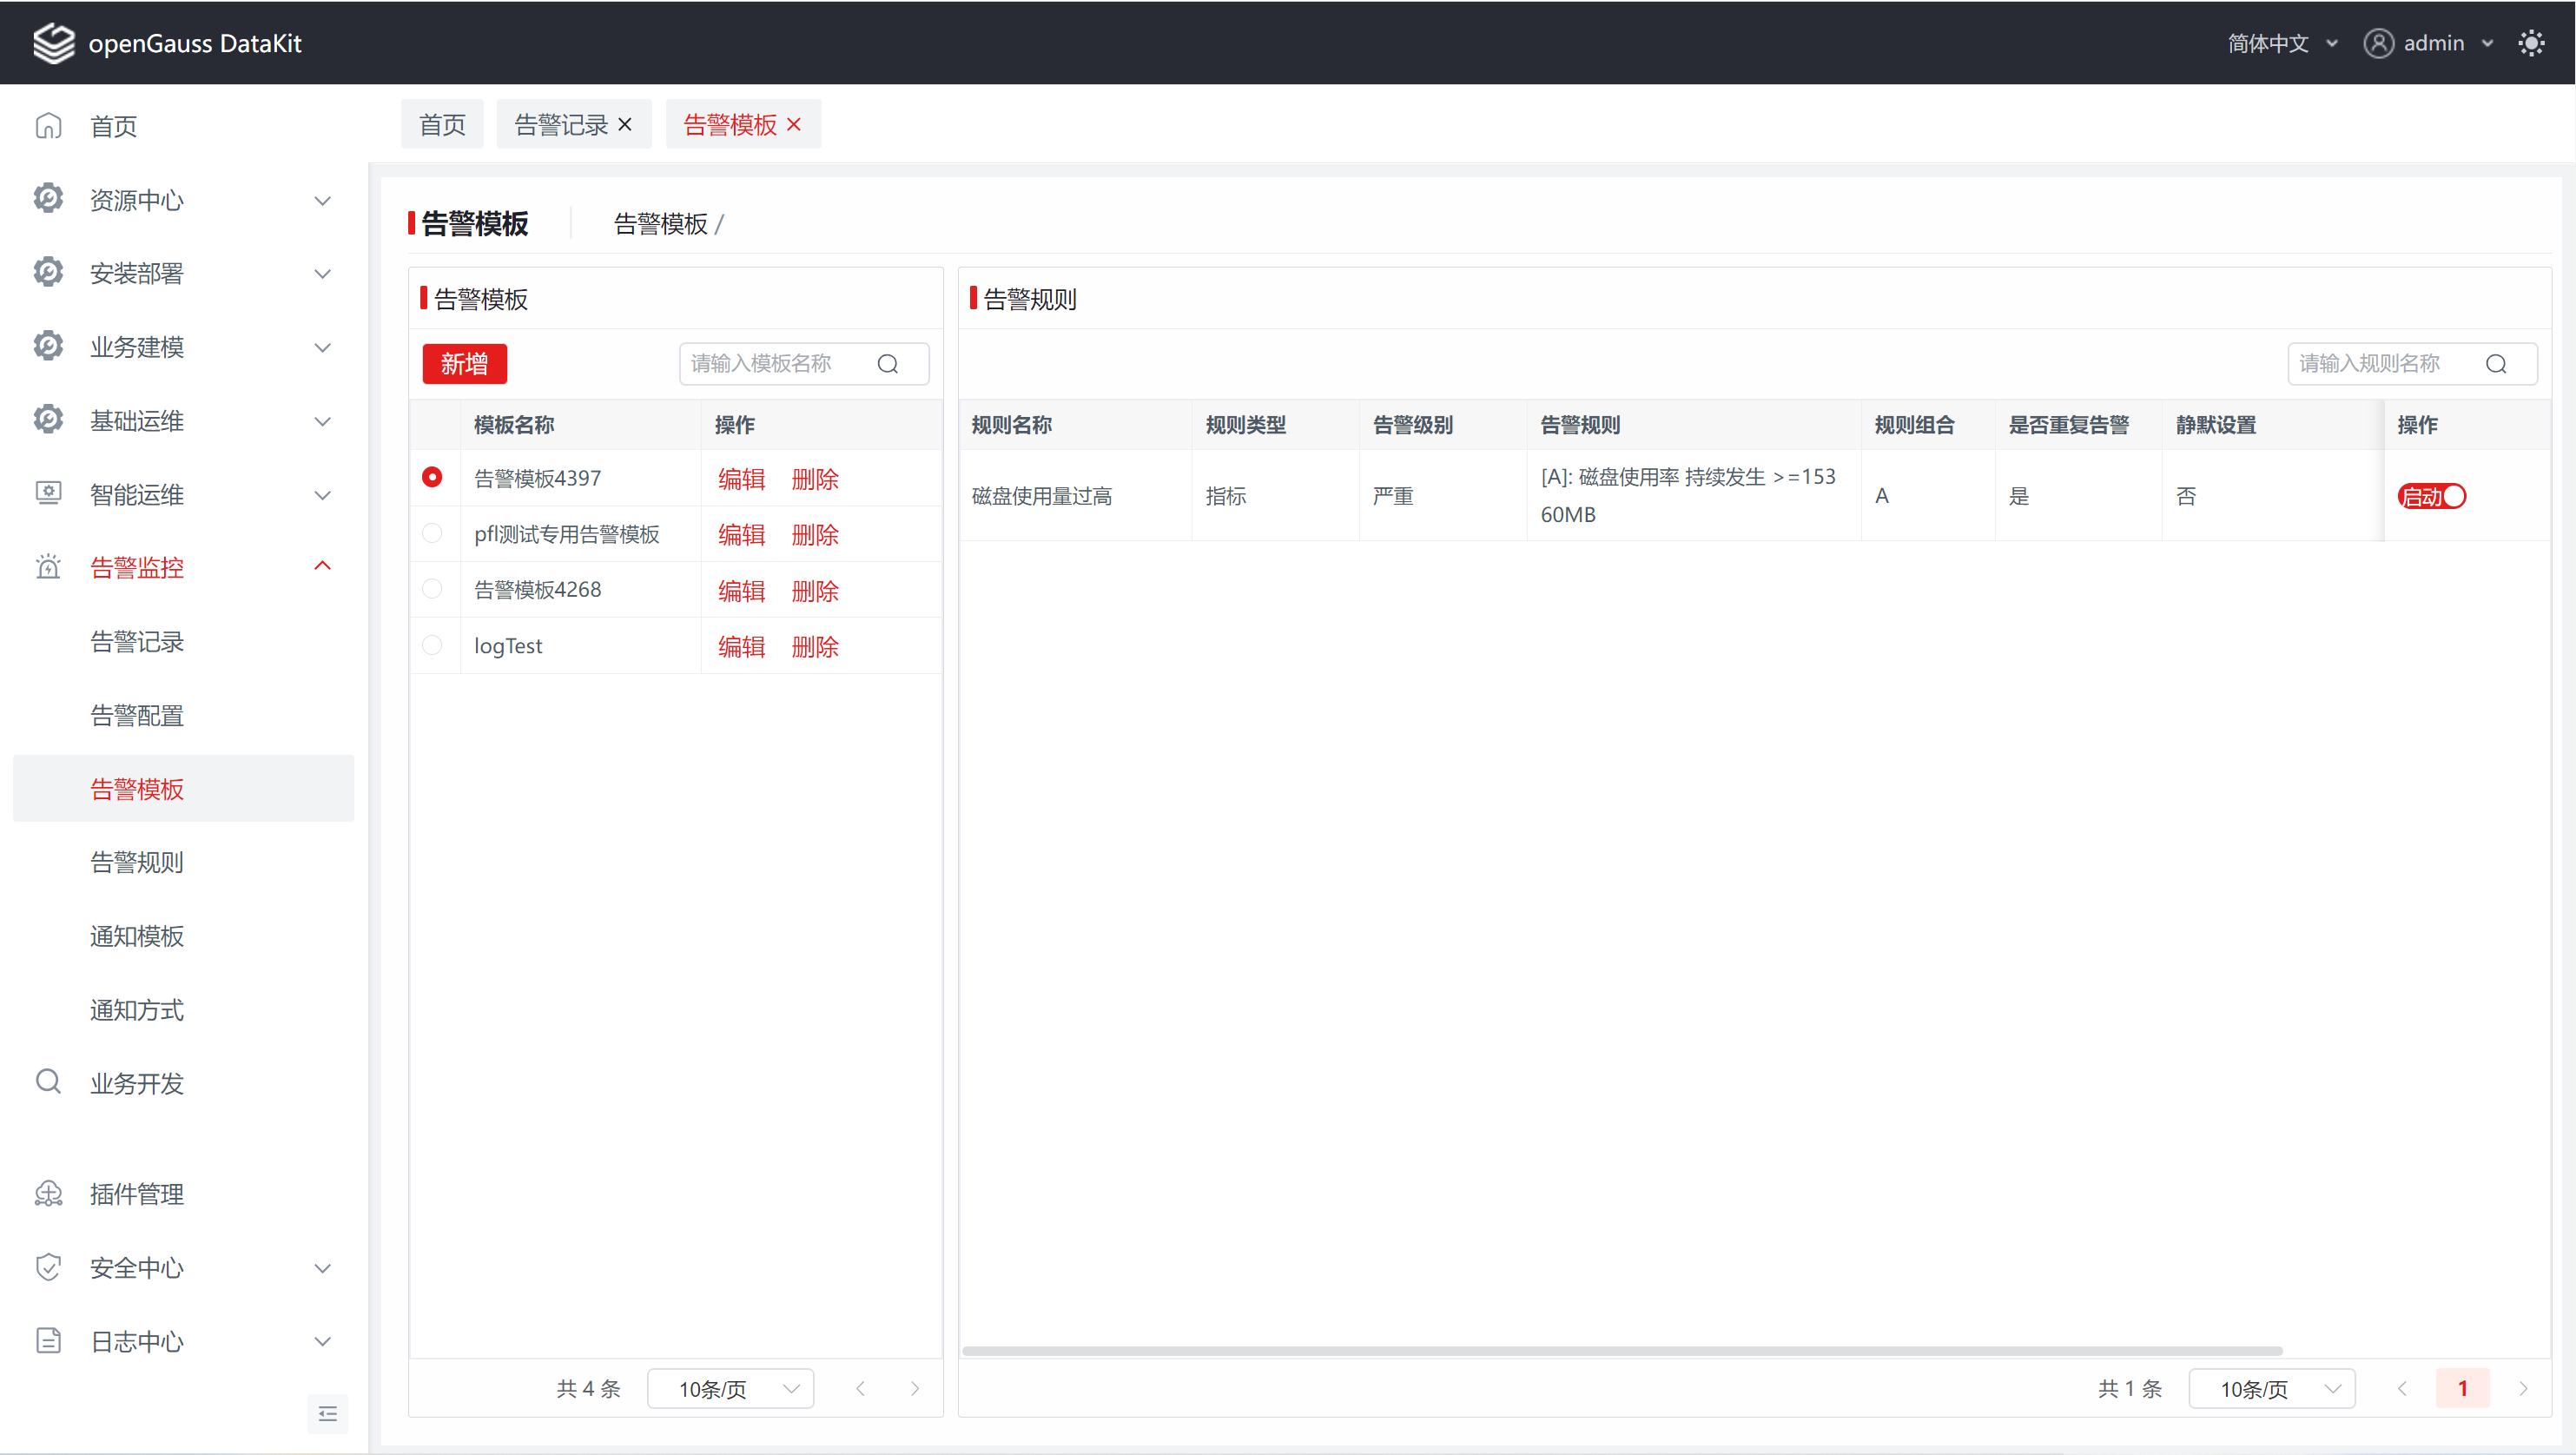 openGauss DataKit
简体中文
admin
首页
资源中心
安装部署
业务建模
基础运维
智能运维
告警监控
告警记录
告警配置
告警模板
告警规则
通知模板
通知方式
业务开发
插件管理
安全中心
日志中心
首页 告警记录 告警模板
告警模板 告警模板 /
告警模板
新增 请输入模板名称
模板名称 操作
告警模板4397 编辑 删除
pfl测试专用告警模板 编辑 删除
告警模板4268 编辑 删除
logTest 编辑 删除
共 4 条 10条/页
告警规则
请输入规则名称
规则名称 规则类型 告警级别 告警规则 规则组合 是否重复告警 静默设置 操作
磁盘使用量过高 指标 严重 [A]: 磁盘使用率 持续发生 >=153
60MB A 是 否 启动
共 1 条 10条/页 1